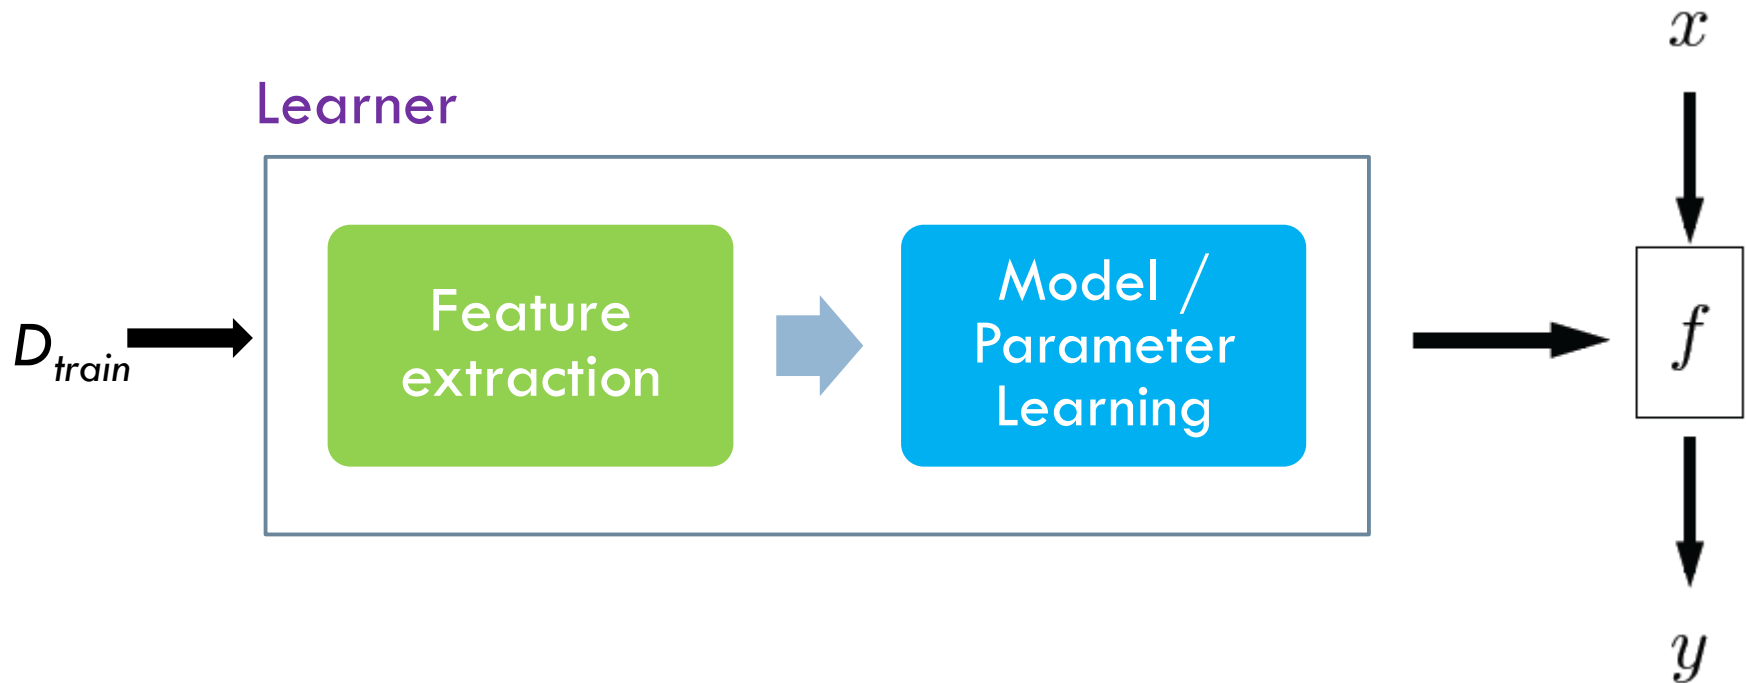 x
Learner
Feature
extraction
Model /
Parameter
Learning
D_train
f
y